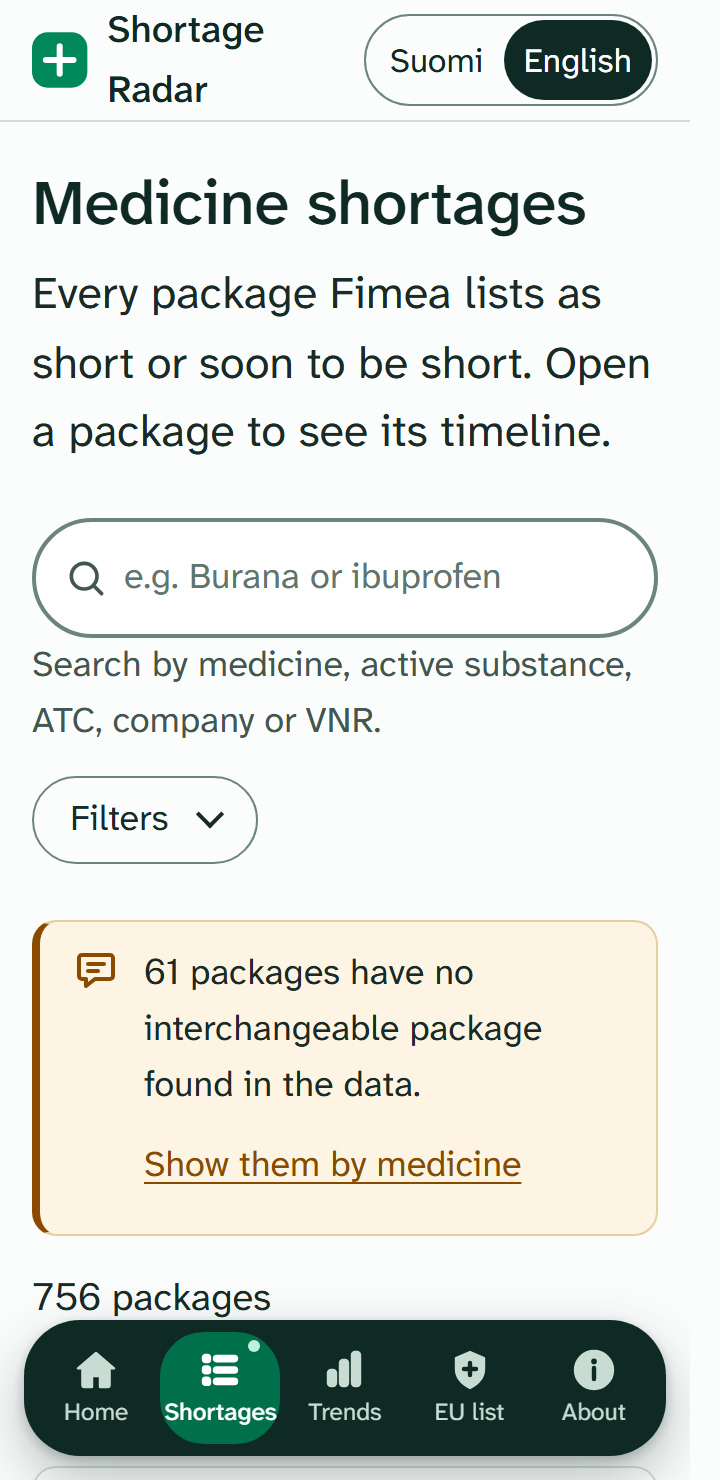 Shortage
Radar
Suomi
English
Medicine shortages
Every package Fimea lists as
short or soon to be short. Open
a package to see its timeline.
e.g. Burana or ibuprofen
Search by medicine, active substance,
ATC, company or VNR.
Filters
61 packages have no
interchangeable package
found in the data.
Show them by medicine
756 packages
Home
Shortages
Trends
EU list
About